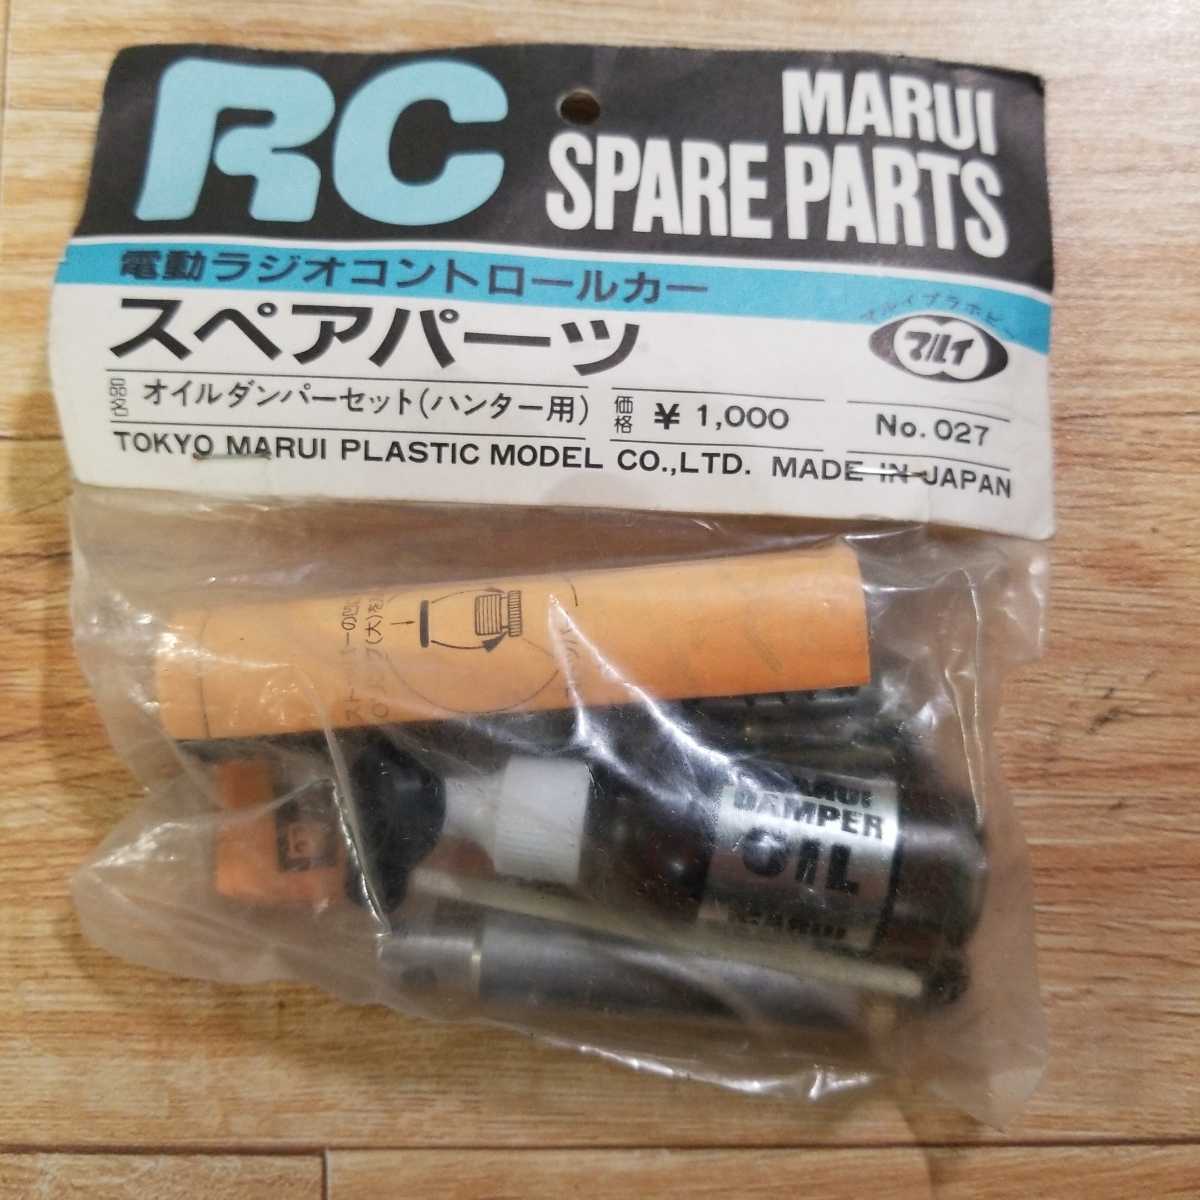 RC
MARUI
SPARE PARTS
電動ラジオコントロールカー
マルイプラホビー
スペアパーツ
マルイ
内部 オイルダンパーセット(ハンター用) 価格 ¥ 1,000 No. 027
TOKYO MARUI PLASTIC MODEL CO.,LTD. MADE IN JAPAN
DAMPER
OIL